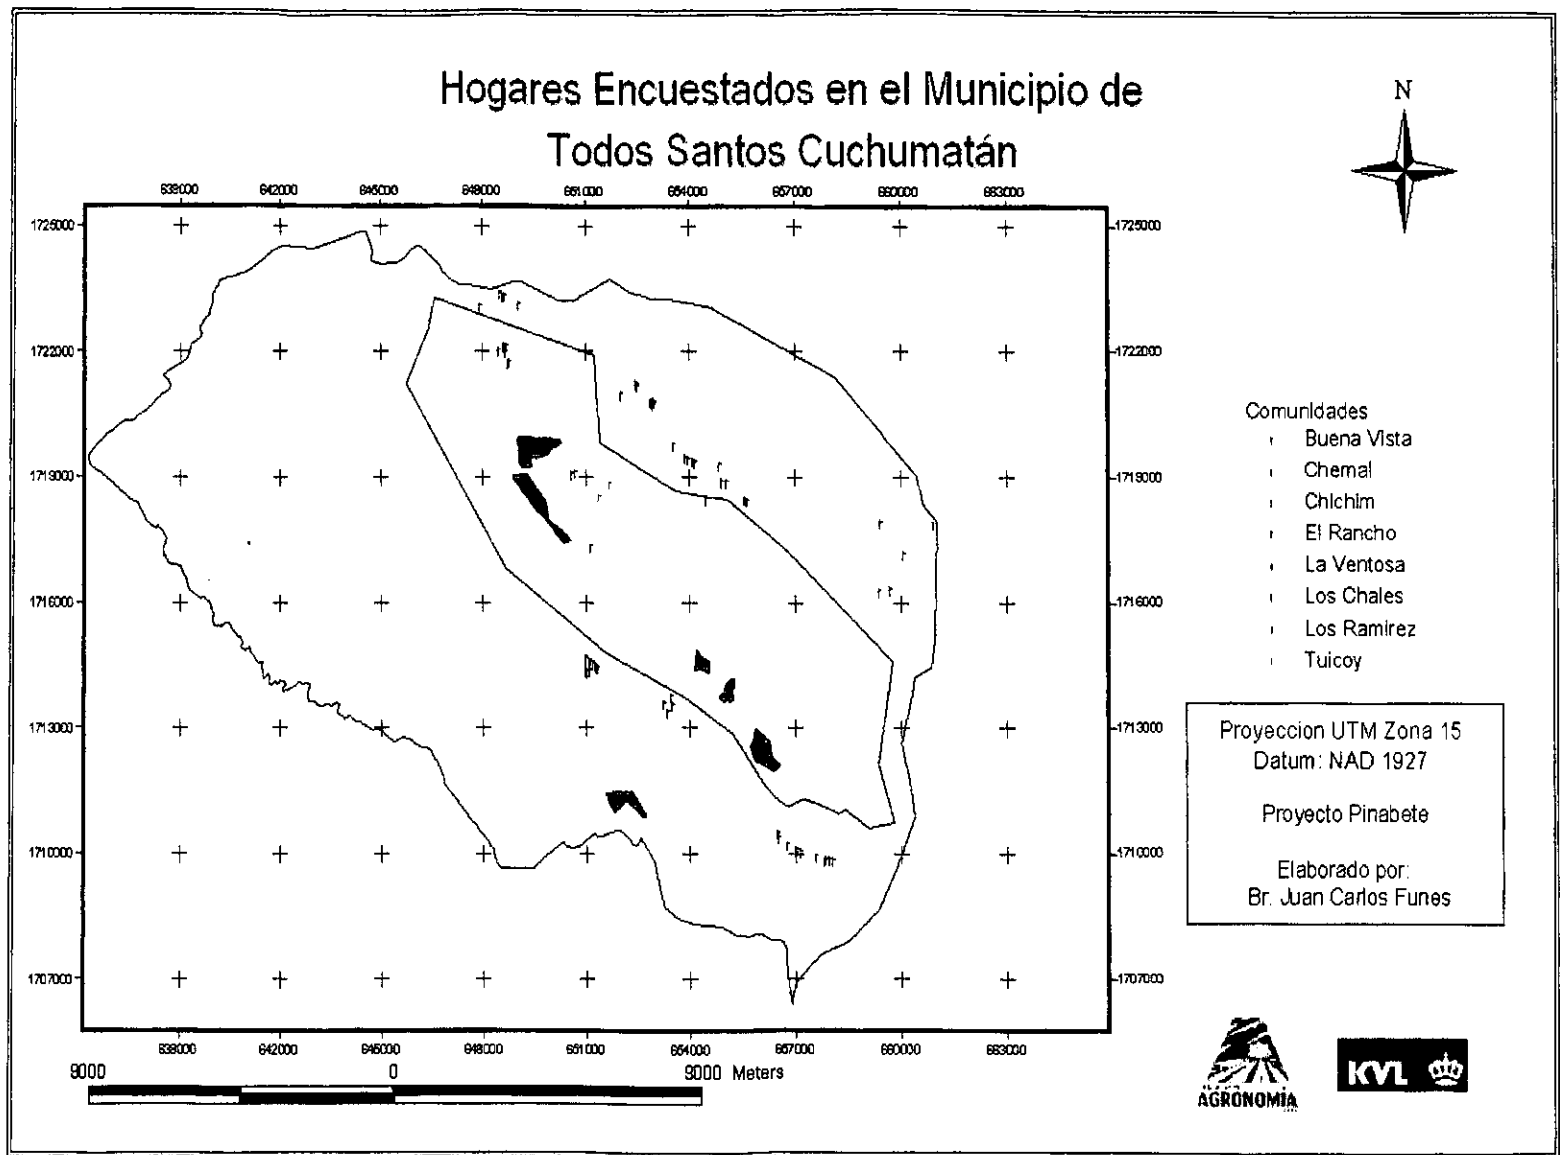 Hogares Encuestados en el Municipio de
Todos Santos Cuchumatán
N
639000 642000 645000 648000 651000 654000 657000 660000 663000
1725000 1725000
1722000 1722000
1719000 1719000
1716000 1716000
1713000 1713000
1710000 1710000
1707000 1707000
639000 642000 645000 648000 651000 654000 657000 660000 663000
9000 0 9000 Meters
Comunidades
Buena Vista
Chemal
Chichim
El Rancho
La Ventosa
Los Chales
Los Ramirez
Tuicoy
Proyeccion UTM Zona 15
Datum: NAD 1927
Proyecto Pinabete
Elaborado por:
Br. Juan Carlos Funes
AGRONOMIA
KVL